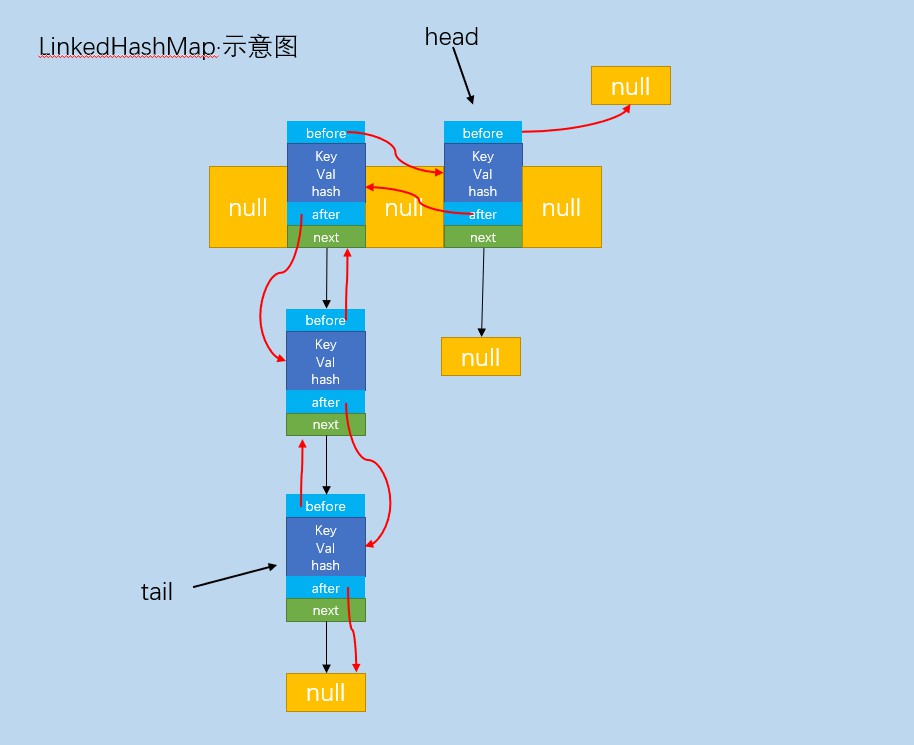 LinkedHashMap·示意图
head
null
before
Key
Val
hash
after
next
before
Key
Val
hash
after
next
null
null
null
before
Key
Val
hash
after
next
null
before
Key
Val
hash
after
next
tail
null